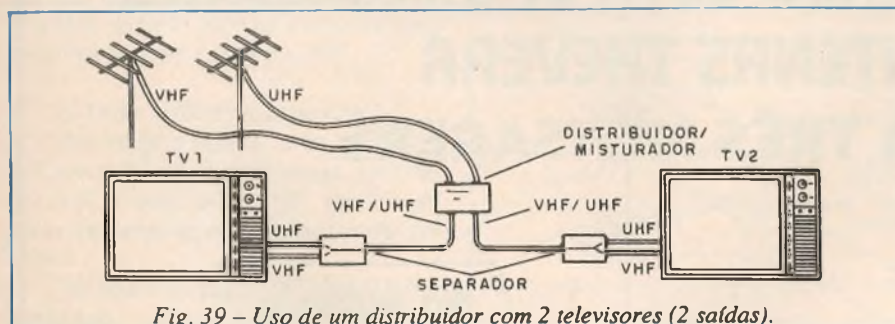 VHF
UHF
DISTRIBUIDOR/
MISTURADOR
TV1
TV2
VHF/UHF
VHF/UHF
UHF
VHF
UHF
VHF
SEPARADOR
Fig. 39 – Uso de um distribuidor com 2 televisores (2 saídas).